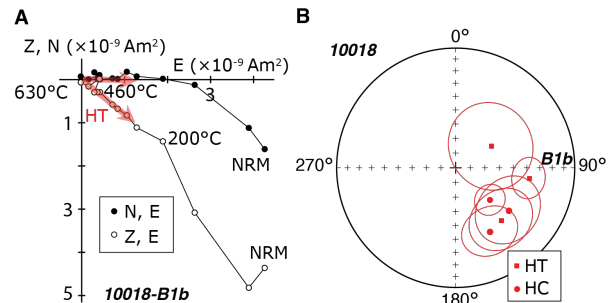 A
Z, N (×10⁻⁹ Am²)
E (×10⁻⁹ Am²)
630°C
460°C
3
HT
1
200°C
NRM
3
N, E
Z, E
NRM
5
10018-B1b
B
10018
0°
270°
B1b
90°
HT
HC
180°